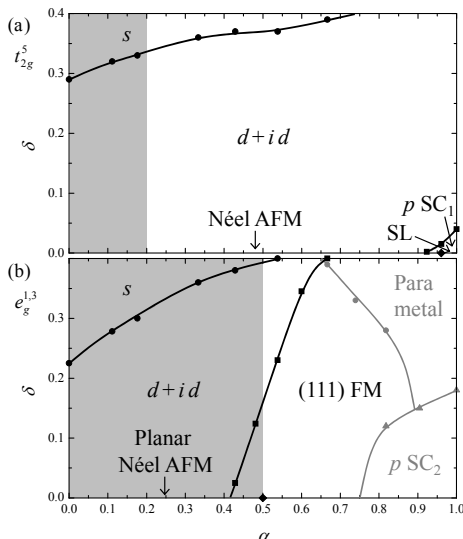 (a)
t_{2g}^5
δ
0.4
0.3
0.2
0.1
0.0
s
d+id
Néel AFM
SL
p SC_1
(b)
e_g^{1,3}
δ
0.3
0.2
0.1
0.0
s
d+id
Planar
Néel AFM
(111) FM
Para
metal
p SC_2
0.0 0.1 0.2 0.3 0.4 0.5 0.6 0.7 0.8 0.9 1.0
α